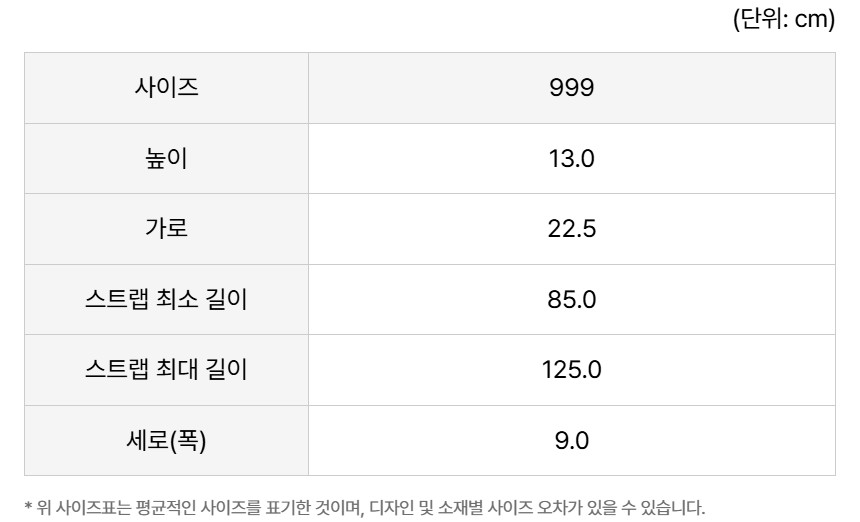 (단위: cm)
사이즈 999
높이 13.0
가로 22.5
스트랩 최소 길이 85.0
스트랩 최대 길이 125.0
세로(폭) 9.0
* 위 사이즈표는 평균적인 사이즈를 표기한 것이며, 디자인 및 소재별 사이즈 오차가 있을 수 있습니다.